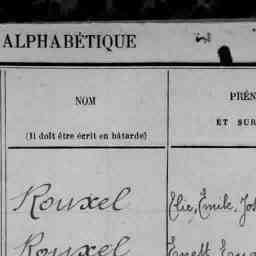 ALPHABÉTIQUE
NOM
PRÉN
ET SUR
(Il doit être écrit en bâtarde)
Rouxel Elie, Emile, Jos
Rouxel